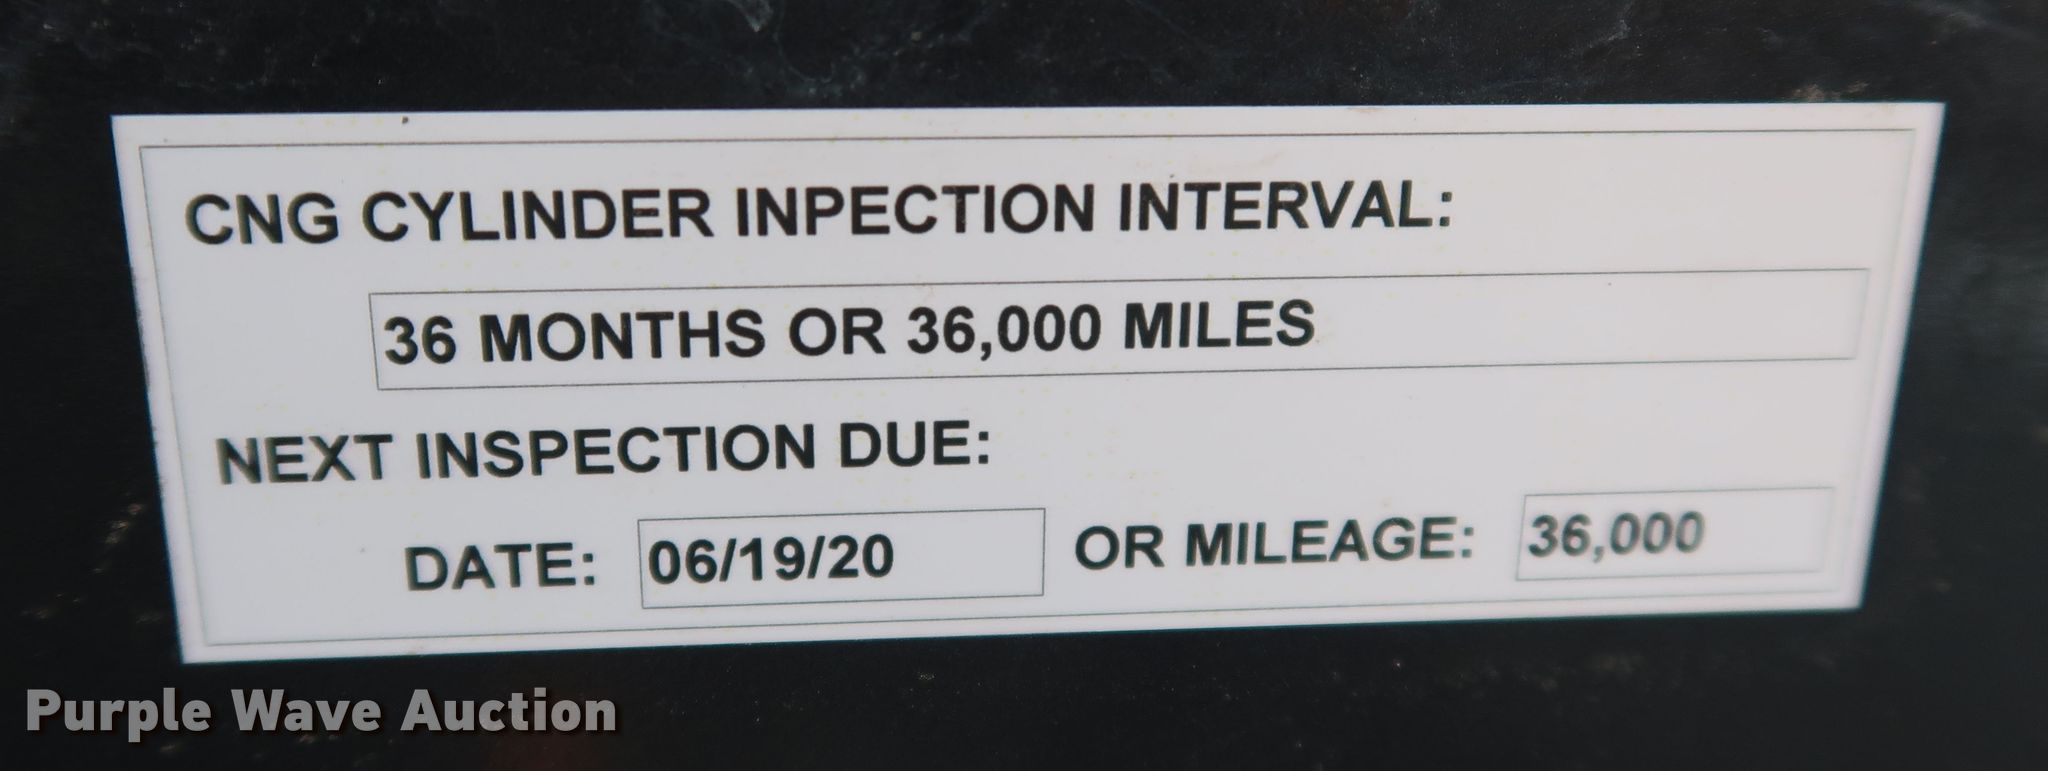 CNG CYLINDER INPECTION INTERVAL:
36 MONTHS OR 36,000 MILES
NEXT INSPECTION DUE:
DATE: 06/19/20 OR MILEAGE: 36,000
Purple Wave Auction